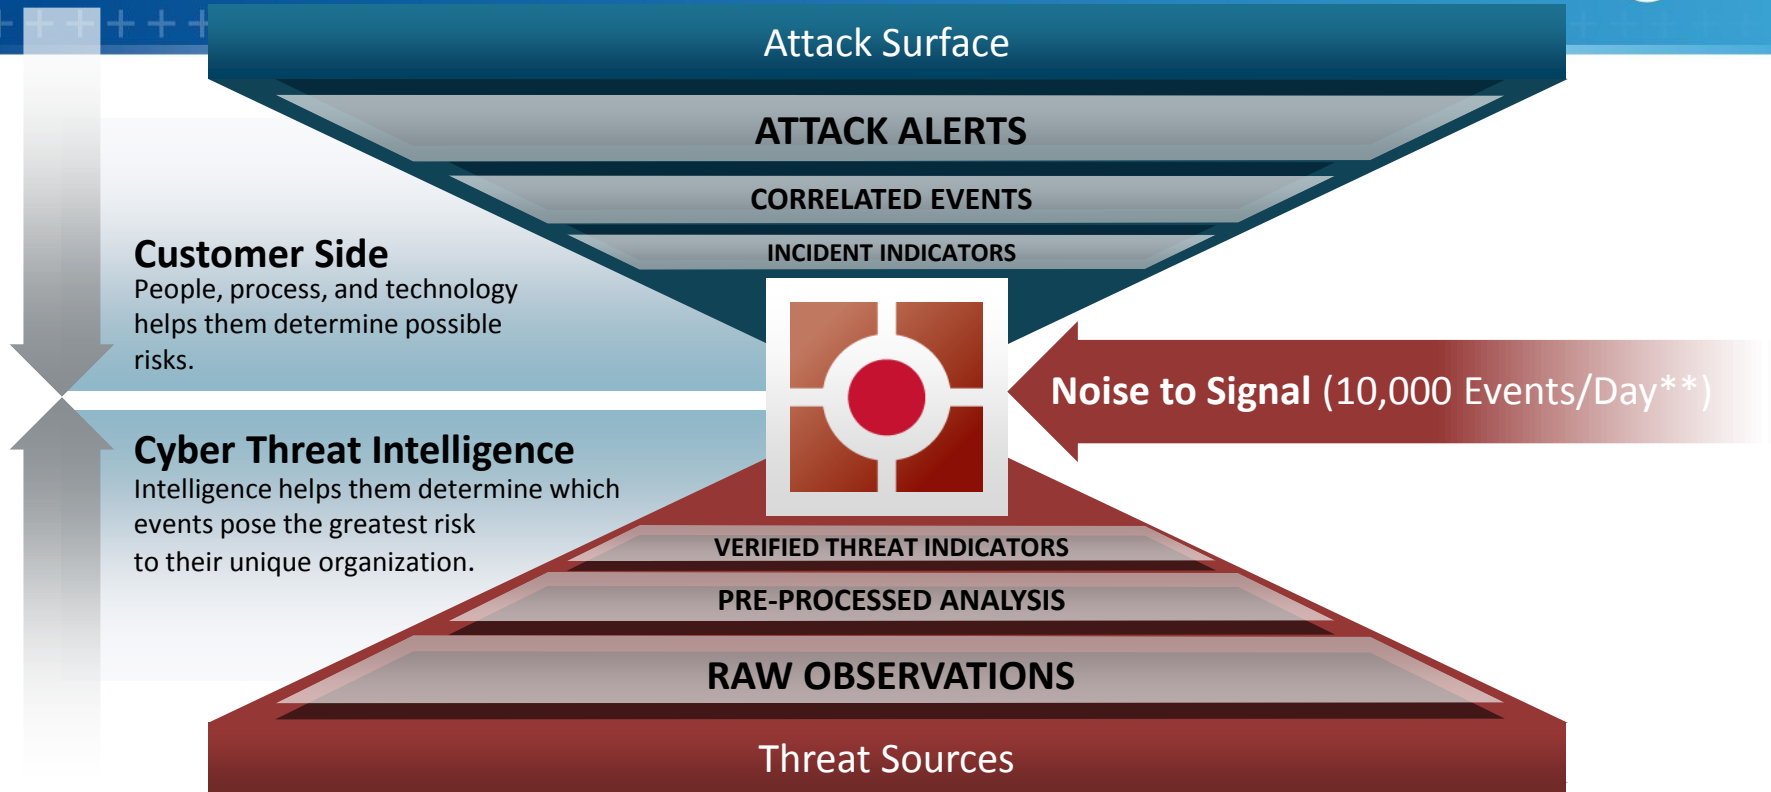 Attack Surface
ATTACK ALERTS
CORRELATED EVENTS
INCIDENT INDICATORS
Customer Side
People, process, and technology
helps them determine possible
risks.
Noise to Signal (10,000 Events/Day**)
Cyber Threat Intelligence
Intelligence helps them determine which
events pose the greatest risk
to their unique organization.
VERIFIED THREAT INDICATORS
PRE-PROCESSED ANALYSIS
RAW OBSERVATIONS
Threat Sources